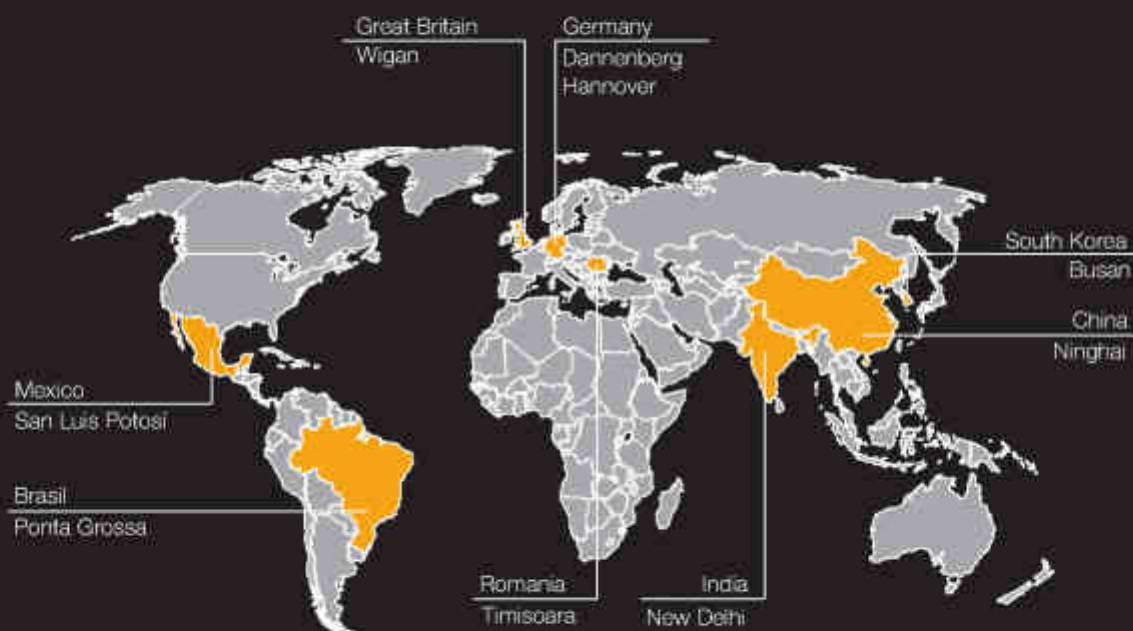 Great Britain
Wigan
Germany
Dannenberg
Hannover
South Korea
Busan
China
Ninghai
Mexico
San Luis Potosí
Brasil
Ponta Grossa
Romania
Timisoara
India
New Delhi